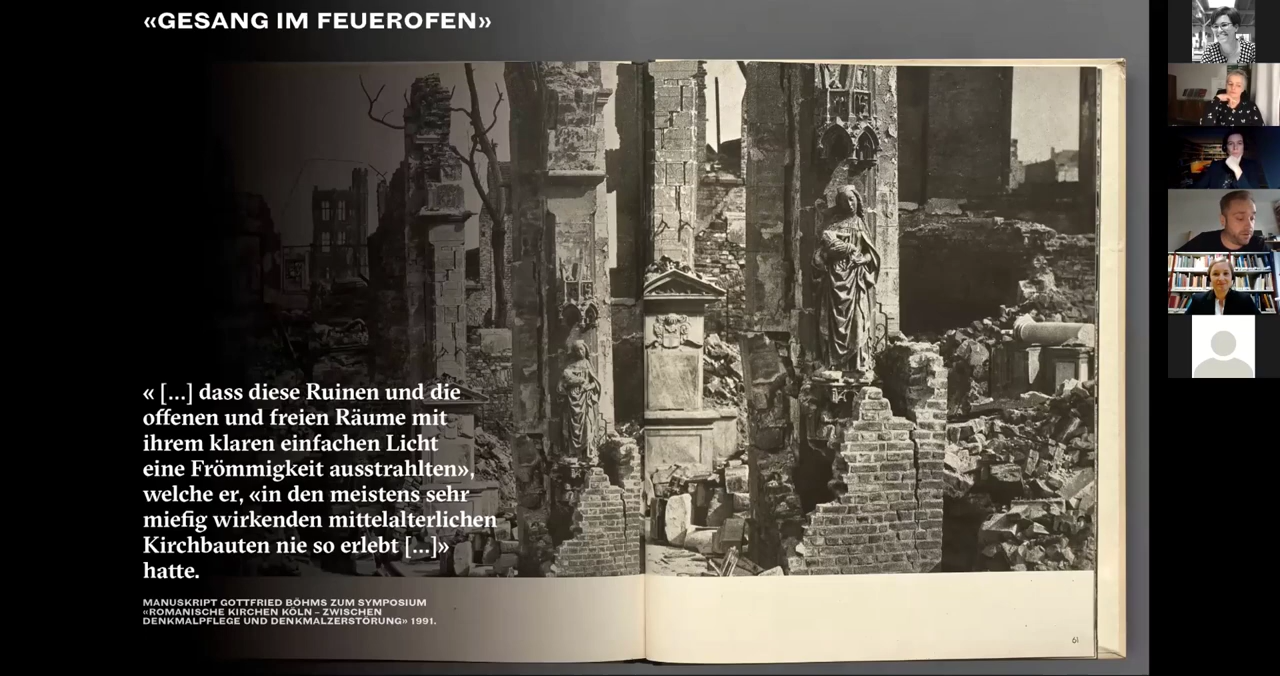 «GESANG IM FEUEROFEN»
« [...] dass diese Ruinen und die
offenen und freien Räume mit
ihrem klaren einfachen Licht
eine Frömmigkeit ausstrahlten»,
welche er, «in den meistens sehr
miefig wirkenden mittelalterlichen
Kirchbauten nie so erlebt [...]»
hatte.
MANUSKRIPT GOTTFRIED BÖHMS ZUM SYMPOSIUM
«ROMANISCHE KIRCHEN KÖLN – ZWISCHEN
DENKMALPFLEGE UND DENKMALZERSTÖRUNG» 1991.
61